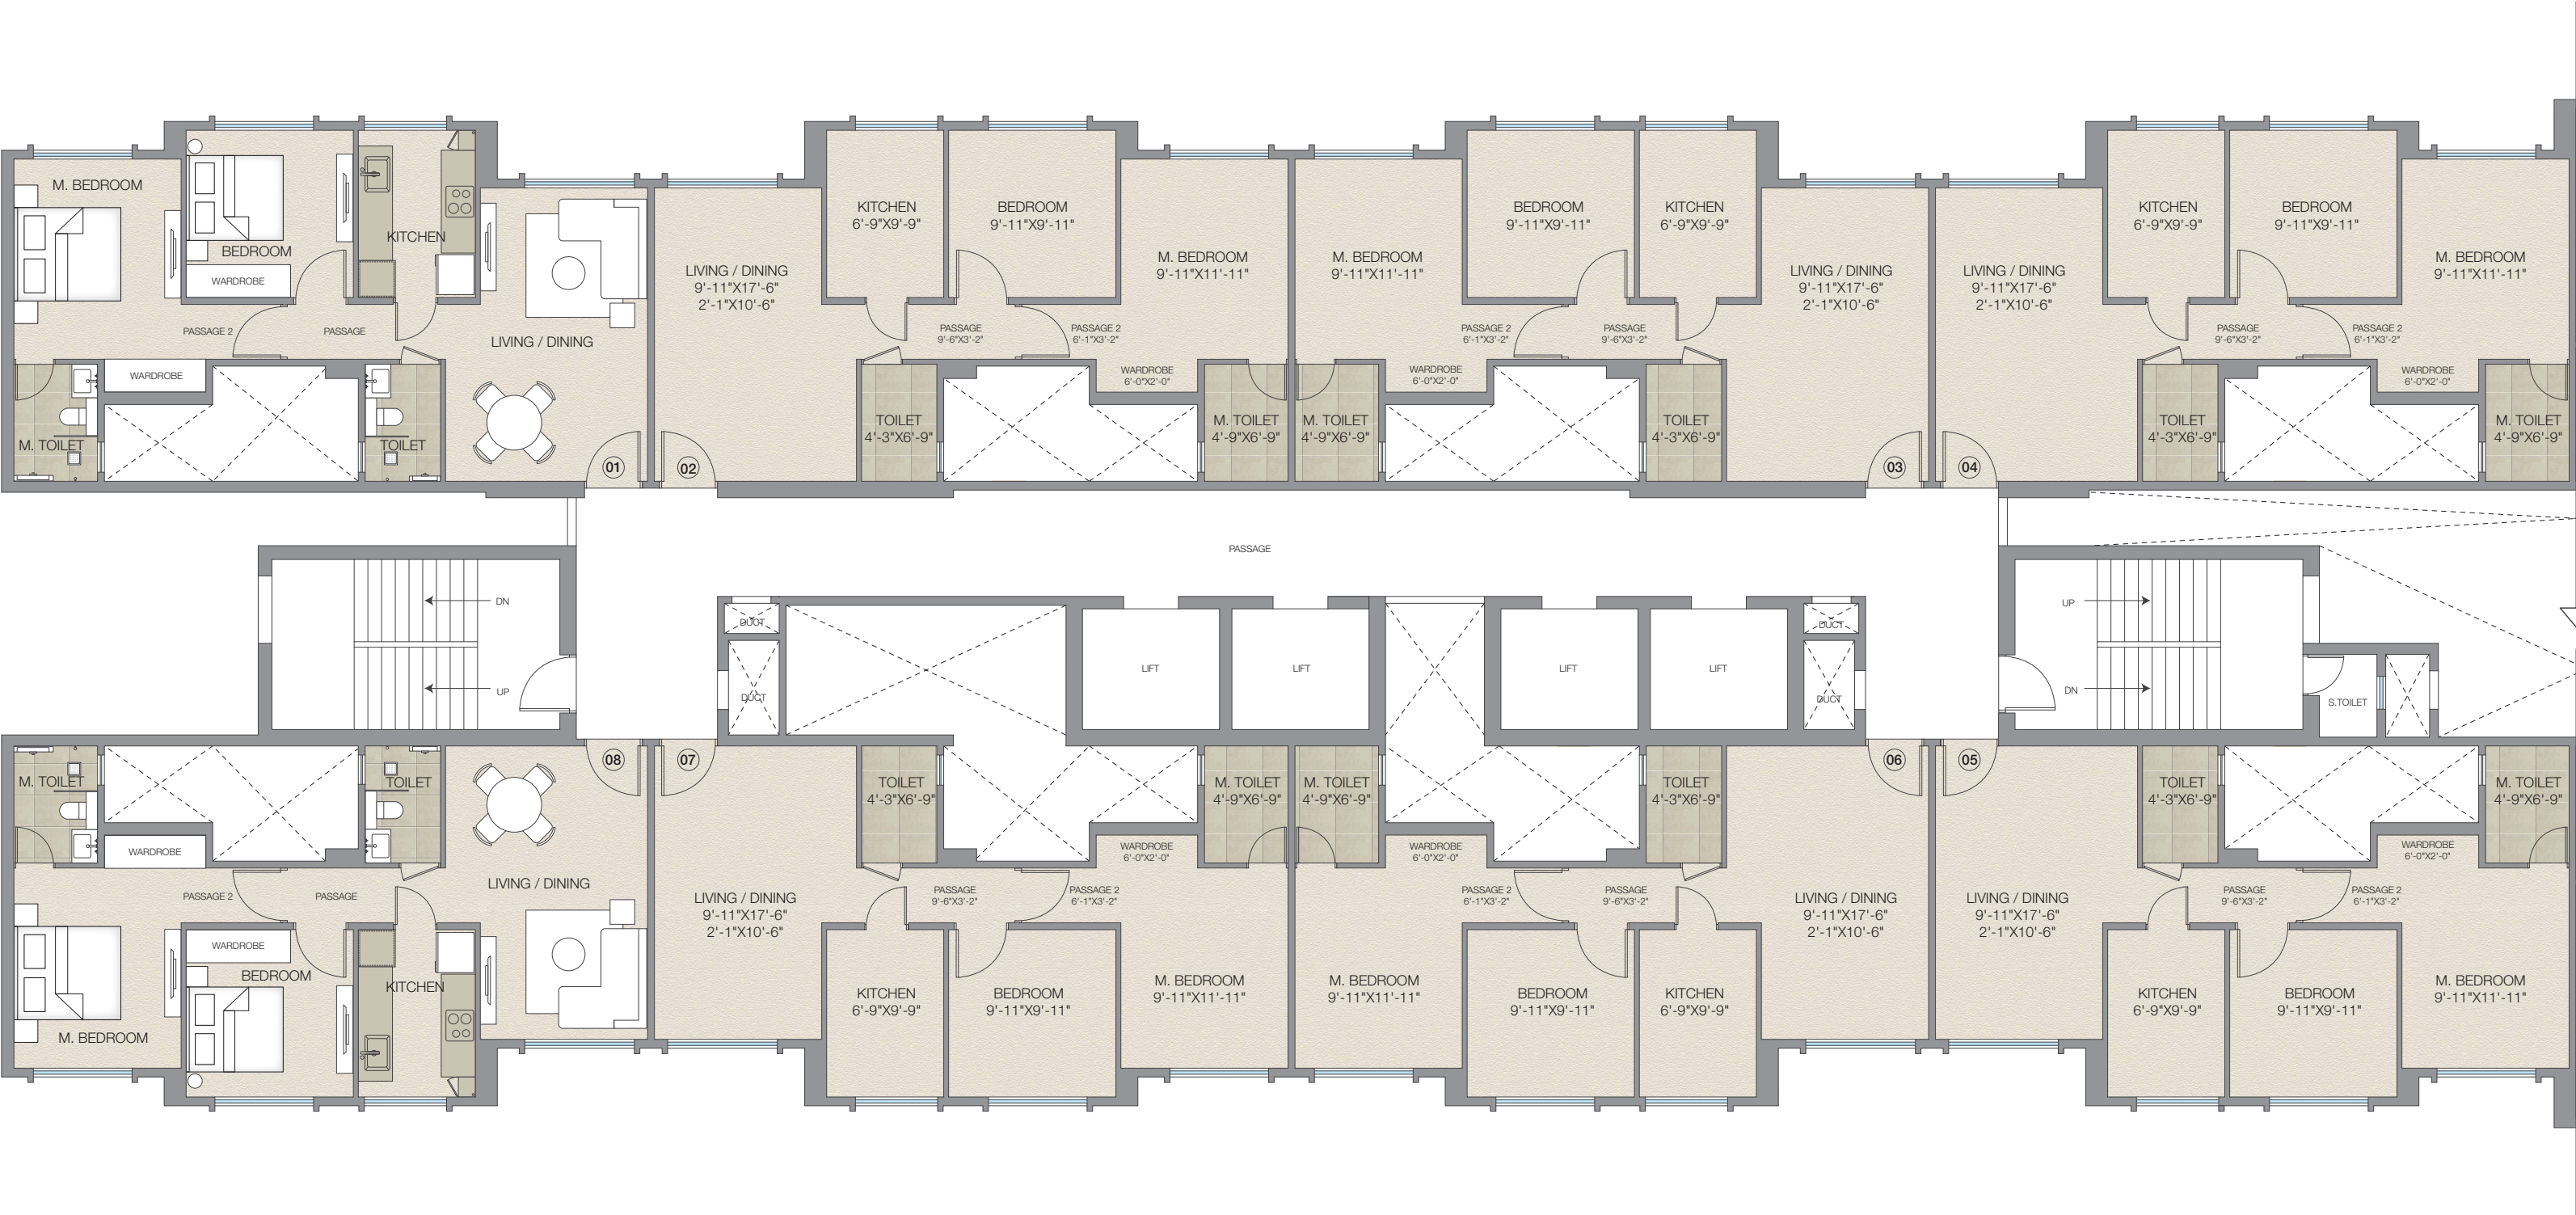 M. BEDROOM
BEDROOM
WARDROBE
KITCHEN
PASSAGE 2
PASSAGE
LIVING / DINING
WARDROBE
M. TOILET
TOILET
01
LIVING / DINING
9'-11"X17'-6"
2'-1"X10'-6"
KITCHEN
6'-9"X9'-9"
BEDROOM
9'-11"X9'-11"
M. BEDROOM
9'-11"X11'-11"
PASSAGE
9'-6"X3'-2"
PASSAGE 2
6'-1"X3'-2"
WARDROBE
6'-0"X2'-0"
TOILET
4'-3"X6'-9"
M. TOILET
4'-9"X6'-9"
02
M. BEDROOM
9'-11"X11'-11"
BEDROOM
9'-11"X9'-11"
KITCHEN
6'-9"X9'-9"
LIVING / DINING
9'-11"X17'-6"
2'-1"X10'-6"
PASSAGE 2
6'-1"X3'-2"
PASSAGE
9'-6"X3'-2"
WARDROBE
6'-0"X2'-0"
M. TOILET
4'-9"X6'-9"
TOILET
4'-3"X6'-9"
03
LIVING / DINING
9'-11"X17'-6"
2'-1"X10'-6"
KITCHEN
6'-9"X9'-9"
BEDROOM
9'-11"X9'-11"
M. BEDROOM
9'-11"X11'-11"
PASSAGE
9'-6"X3'-2"
PASSAGE 2
6'-1"X3'-2"
WARDROBE
6'-0"X2'-0"
TOILET
4'-3"X6'-9"
M. TOILET
4'-9"X6'-9"
04
PASSAGE
DN
UP
DUCT
DUCT
LIFT
LIFT
LIFT
LIFT
DUCT
DUCT
UP
DN
S.TOILET
M. TOILET
TOILET
08
WARDROBE
PASSAGE 2
PASSAGE
LIVING / DINING
WARDROBE
BEDROOM
KITCHEN
M. BEDROOM
07
TOILET
4'-3"X6'-9"
M. TOILET
4'-9"X6'-9"
WARDROBE
6'-0"X2'-0"
PASSAGE
9'-6"X3'-2"
PASSAGE 2
6'-1"X3'-2"
LIVING / DINING
9'-11"X17'-6"
2'-1"X10'-6"
KITCHEN
6'-9"X9'-9"
BEDROOM
9'-11"X9'-11"
M. BEDROOM
9'-11"X11'-11"
M. TOILET
4'-9"X6'-9"
TOILET
4'-3"X6'-9"
06
WARDROBE
6'-0"X2'-0"
PASSAGE 2
6'-1"X3'-2"
PASSAGE
9'-6"X3'-2"
LIVING / DINING
9'-11"X17'-6"
2'-1"X10'-6"
M. BEDROOM
9'-11"X11'-11"
BEDROOM
9'-11"X9'-11"
KITCHEN
6'-9"X9'-9"
05
TOILET
4'-3"X6'-9"
M. TOILET
4'-9"X6'-9"
WARDROBE
6'-0"X2'-0"
PASSAGE
9'-6"X3'-2"
PASSAGE 2
6'-1"X3'-2"
LIVING / DINING
9'-11"X17'-6"
2'-1"X10'-6"
KITCHEN
6'-9"X9'-9"
BEDROOM
9'-11"X9'-11"
M. BEDROOM
9'-11"X11'-11"